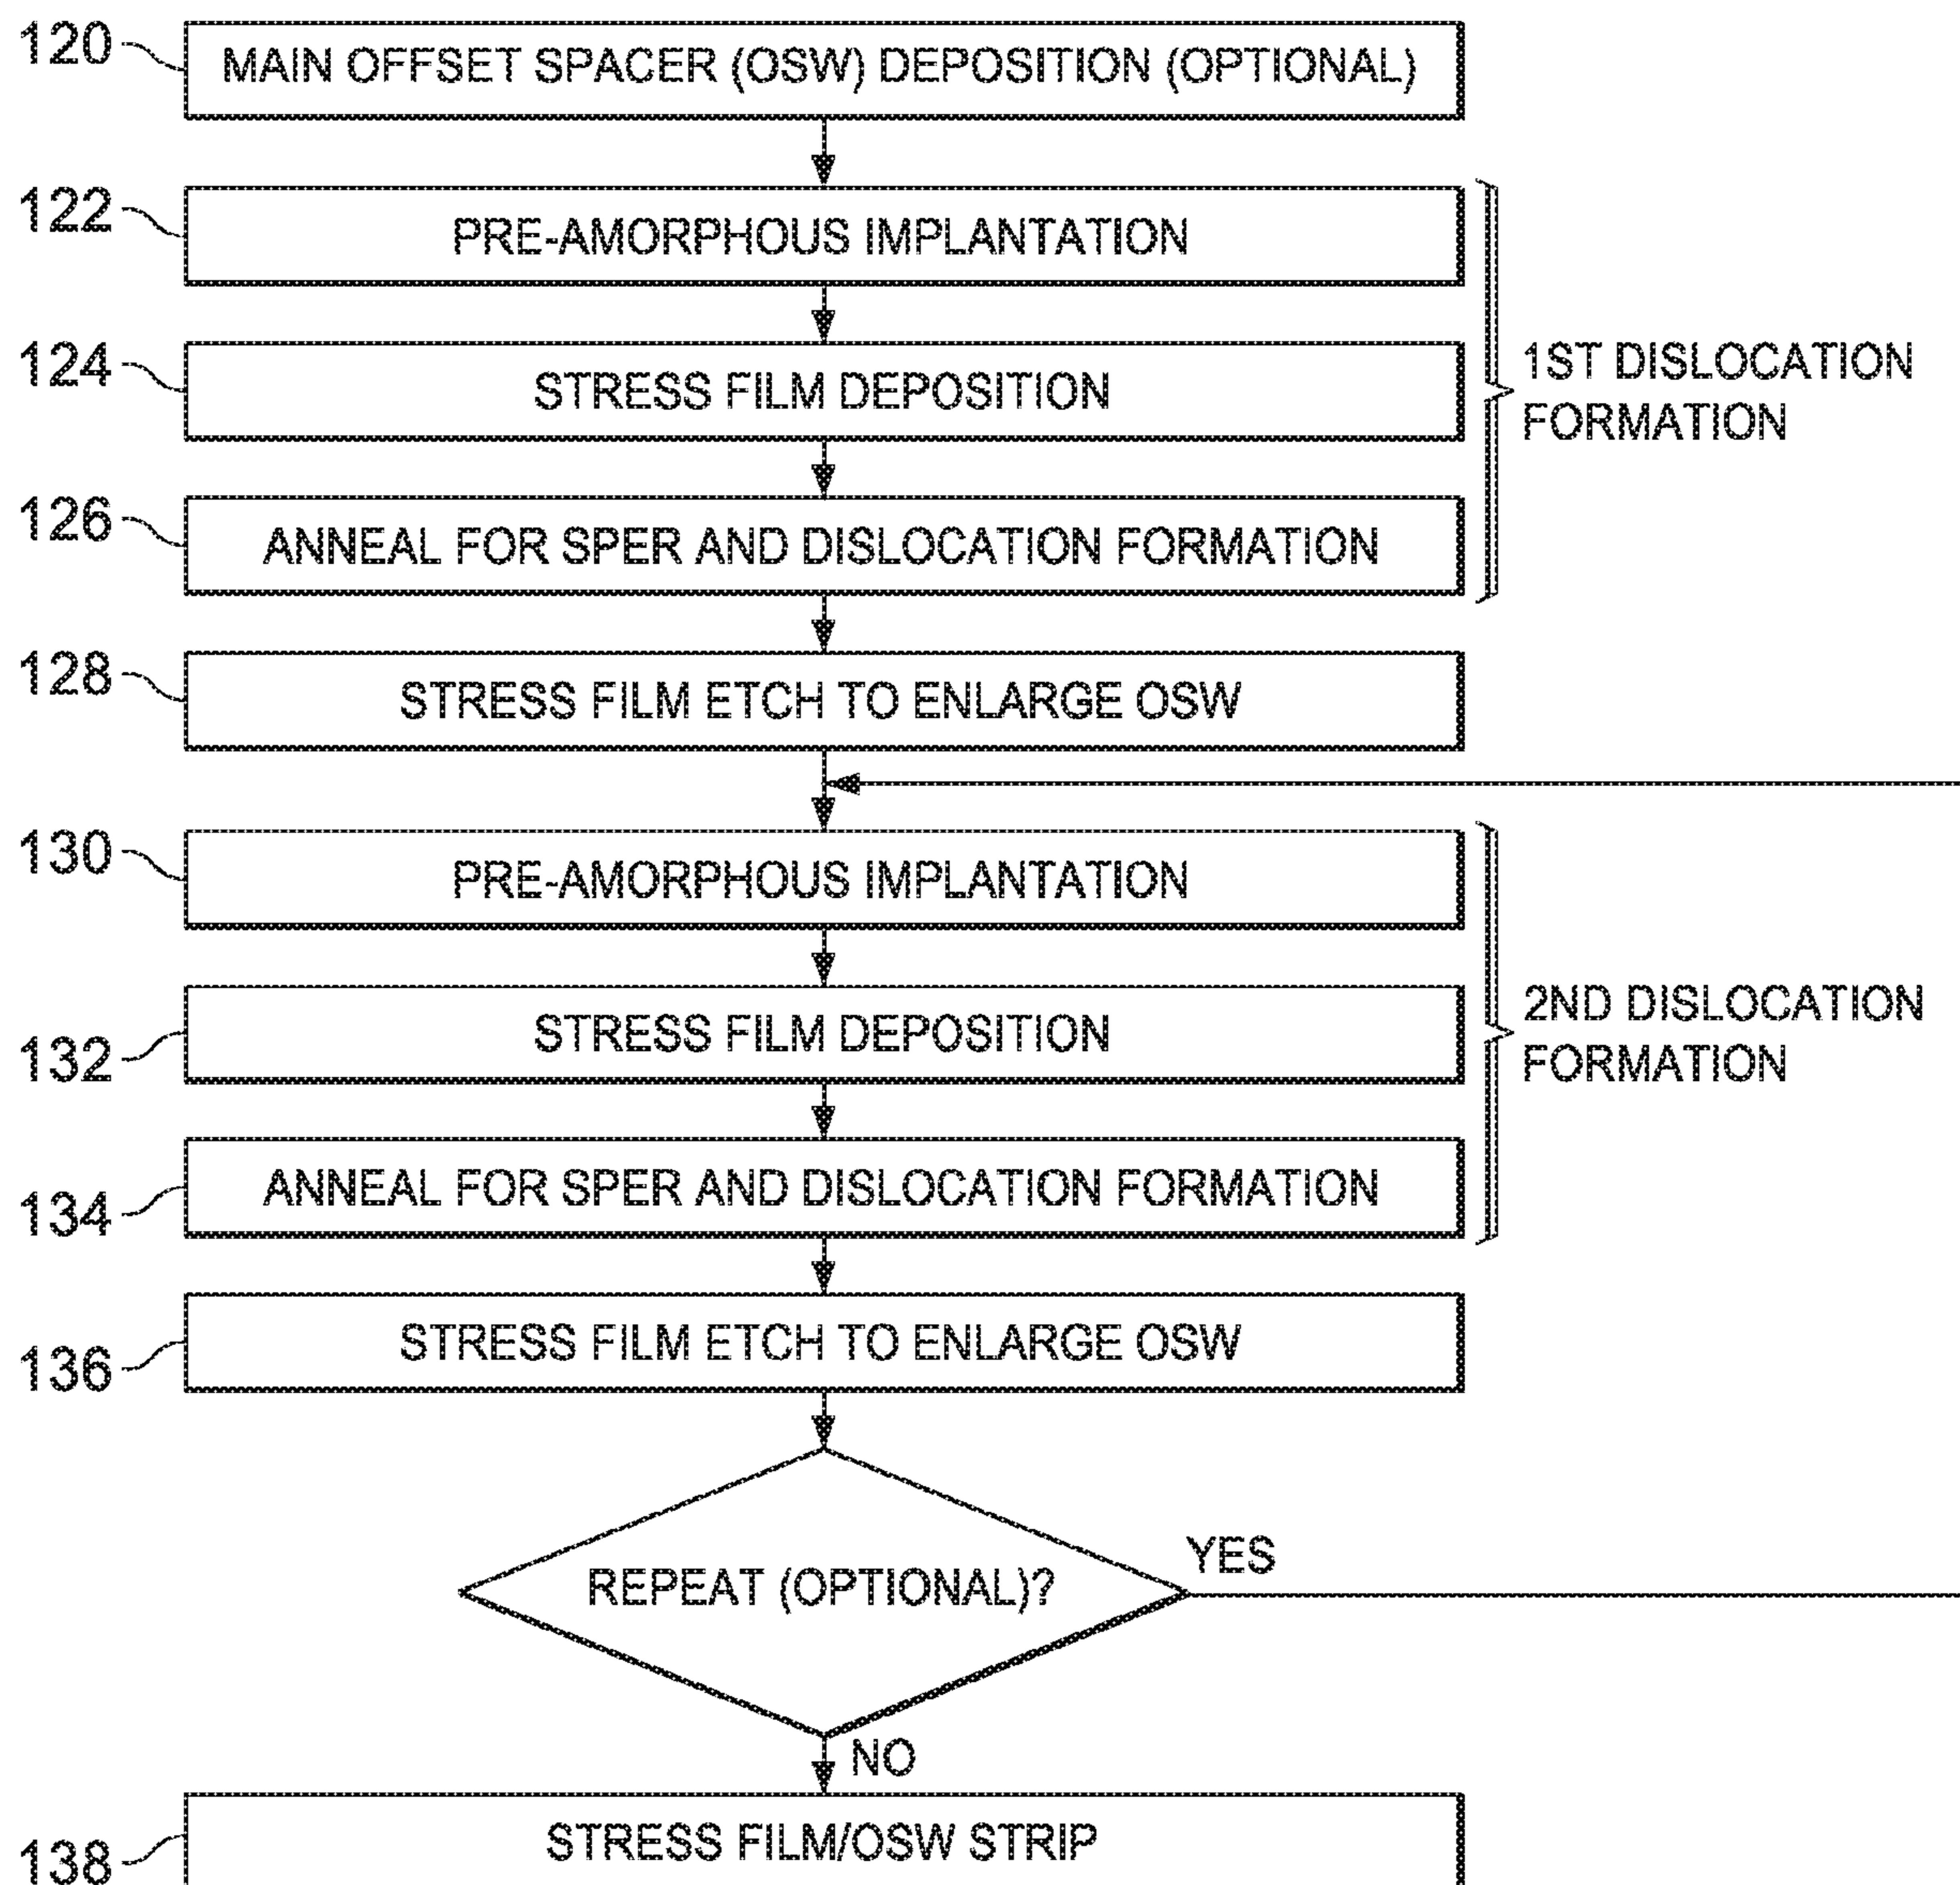 120
MAIN OFFSET SPACER (OSW) DEPOSITION (OPTIONAL)
122
PRE-AMORPHOUS IMPLANTATION
124
STRESS FILM DEPOSITION
1ST DISLOCATION
FORMATION
126
ANNEAL FOR SPER AND DISLOCATION FORMATION
128
STRESS FILM ETCH TO ENLARGE OSW
130
PRE-AMORPHOUS IMPLANTATION
132
STRESS FILM DEPOSITION
2ND DISLOCATION
FORMATION
134
ANNEAL FOR SPER AND DISLOCATION FORMATION
136
STRESS FILM ETCH TO ENLARGE OSW
REPEAT (OPTIONAL)?
YES
NO
138
STRESS FILM/OSW STRIP